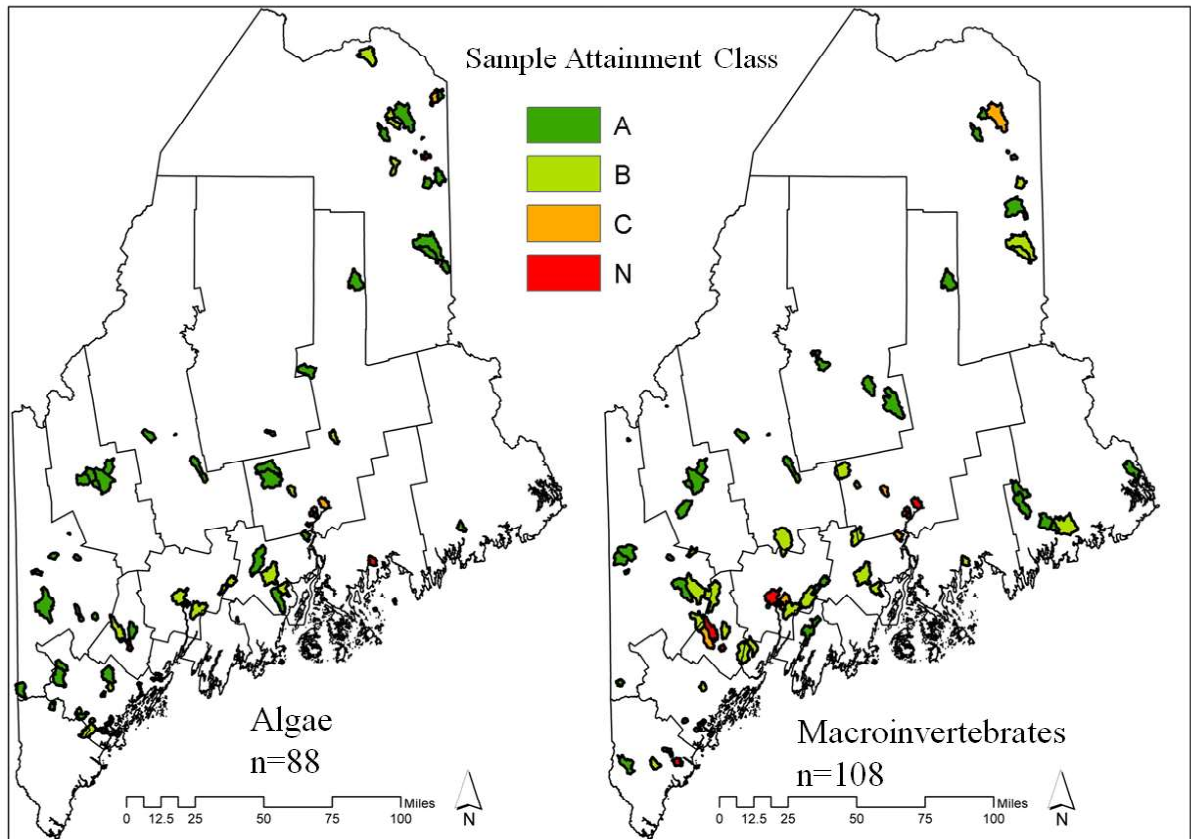 Sample Attainment Class
A
B
C
N
Algae
n=88
Macroinvertebrates
n=108
0 12.5 25 50 75 100 Miles
N
0 12.5 25 50 75 100 Miles
N